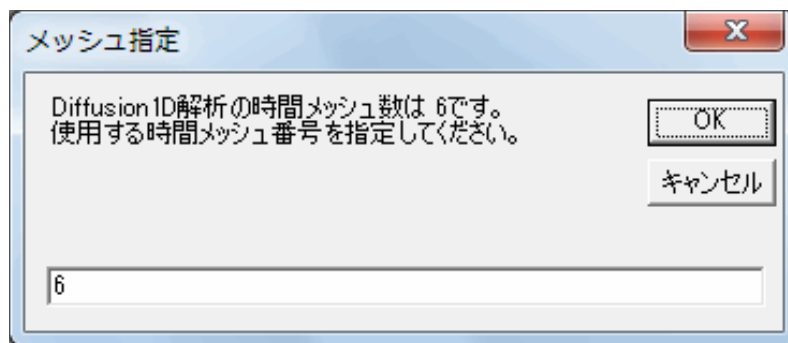 メッシュ指定
Diffusion1D解析の時間メッシュ数は 6です。
使用する時間メッシュ番号を指定してください。
OK
キャンセル
6